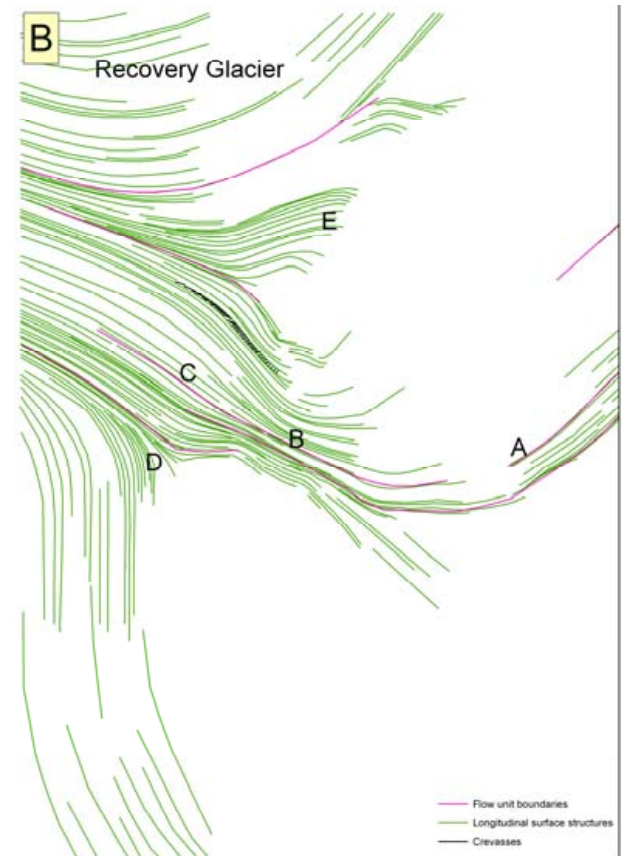 B
Recovery Glacier
E
C
B
A
D
Flow unit boundaries
Longitudinal surface structures
Crevasses